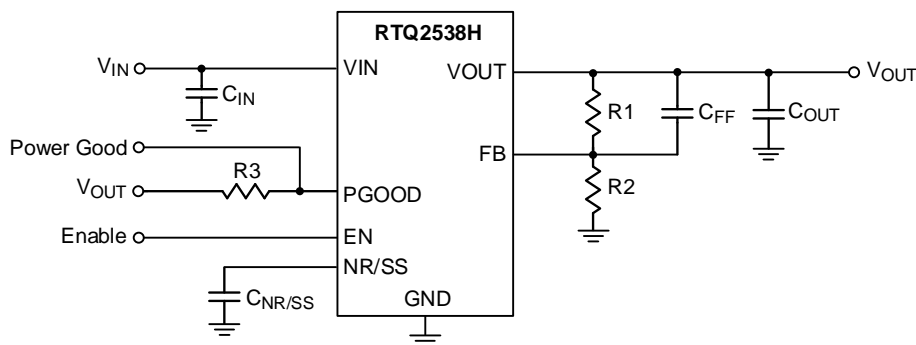 RTQ2538H
VIN
VIN
VOUT
VOUT
CIN
R1
CFF
COUT
Power Good
FB
VOUT
R3
PGOOD
R2
Enable
EN
NR/SS
CNR/SS
GND